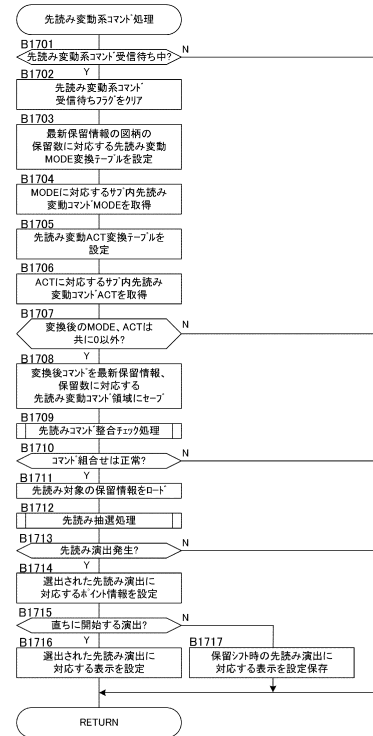 先読み変動系コマンド処理
B1701
先読み変動系コマンド受信待ち中?
N
Y
B1702
先読み変動系コマンド
受信待ちフラグをクリア
B1703
最新保留情報の図柄の
保留数に対応する先読み変動
MODE変換テーブルを設定
B1704
MODEに対応するサブ内先読み
変動コマンドMODEを取得
B1705
先読み変動ACT変換テーブルを
設定
B1706
ACTに対応するサブ内先読み
変動コマンドACTを取得
B1707
変換後のMODE、ACTは
共に0以外?
N
Y
B1708
変換後コマンドを最新保留情報、
保留数に対応する
先読み変動コマンド領域にセーブ
B1709
先読みコマンド整合チェック処理
B1710
コマンド組合せは正常?
N
Y
B1711
先読み対象の保留情報をロード
B1712
先読み抽選処理
B1713
先読み演出発生?
N
Y
B1714
選出された先読み演出に
対応するポイント情報を設定
B1715
直ちに開始する演出?
N
Y
B1716
選出された先読み演出に
対応する表示を設定
B1717
保留シフト時の先読み演出に
対応する表示を設定保存
RETURN